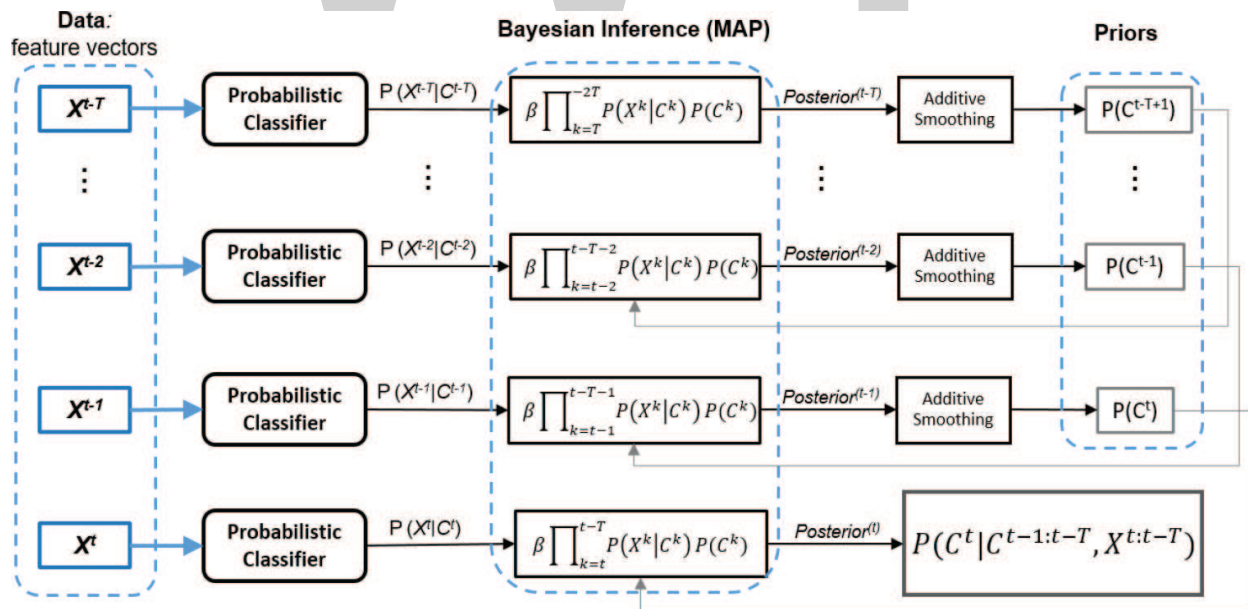 Data:
feature vectors
Bayesian Inference (MAP)
Priors
X^{t-T}
Probabilistic
Classifier
P (X^{t-T}|C^{t-T})
β∏_{k=T}^{-2T} P(X^k|C^k) P(C^k)
Posterior^{(t-T)}
Additive
Smoothing
P(C^{t-T+1})
⋮
⋮
⋮
⋮
X^{t-2}
Probabilistic
Classifier
P (X^{t-2}|C^{t-2})
β∏_{k=t-2}^{t-T-2} P(X^k|C^k) P(C^k)
Posterior^{(t-2)}
Additive
Smoothing
P(C^{t-1})
X^{t-1}
Probabilistic
Classifier
P (X^{t-1}|C^{t-1})
β∏_{k=t-1}^{t-T-1} P(X^k|C^k) P(C^k)
Posterior^{(t-1)}
Additive
Smoothing
P(C^t)
X^t
Probabilistic
Classifier
P (X^t|C^t)
β∏_{k=t}^{t-T} P(X^k|C^k) P(C^k)
Posterior^{(t)}
P(C^t|C^{t-1:t-T}, X^{t:t-T})